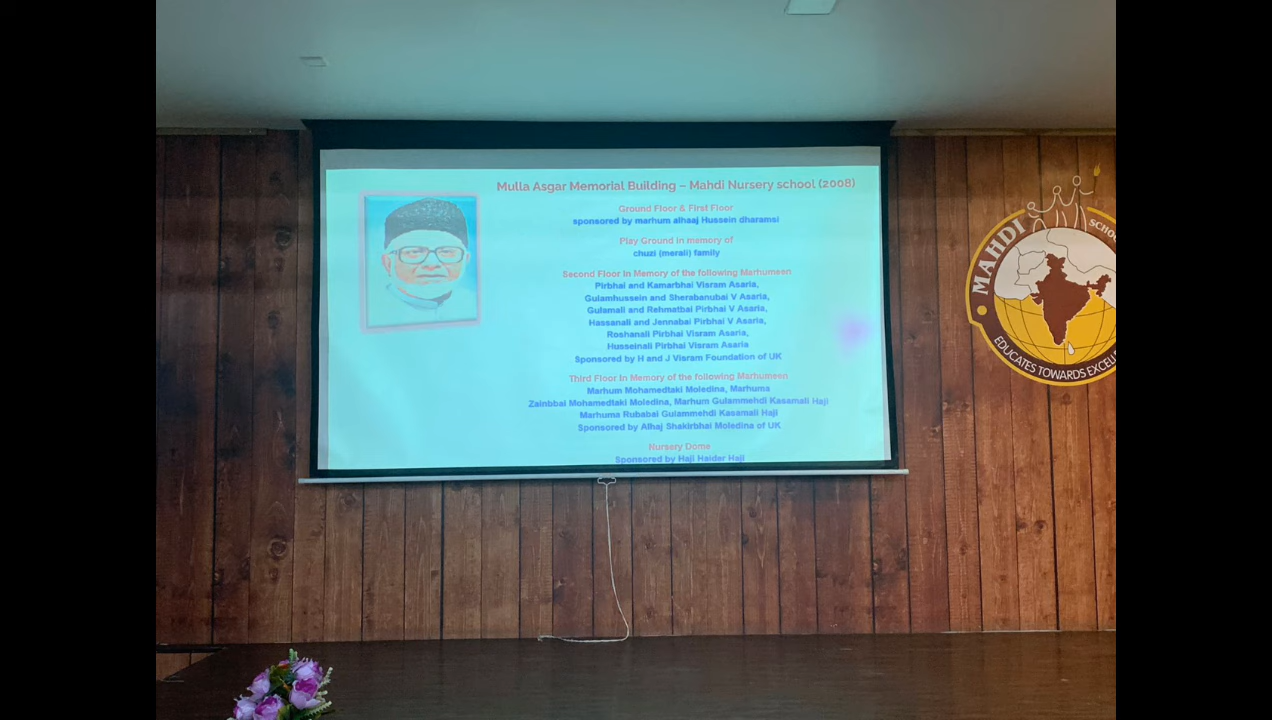 Mulla Asgar Memorial Building – Mahdi Nursery school (2008)
Ground Floor & First Floor
sponsored by marhum alhaaj Hussein dharamsi
Play Ground in memory of
chuzi (merali) family
Second Floor In Memory of the following Marhumeen
Pirbhai and Kamarbhai Visram Asaria,
Gulamhussein and Sherabanubai V Asaria,
Gulamali and Rehmatbai Pirbhai V Asaria,
Hassanali and Jennabai Pirbhai V Asaria,
Roshanali Pirbhai Visram Asaria,
Husseinali Pirbhai Visram Asaria
Sponsored by H and J Visram Foundation of UK
Third Floor In Memory of the following Marhumeen
Marhum Mohamedtaki Moledina, Marhuma
Zainbbai Mohamedtaki Moledina, Marhum Gulammehdi Kasamali Haji
Marhuma Rubabai Gulammehdi Kasamali Haji
Sponsored by Alhaj Shakirbhai Moledina of UK
Nursery Dome
Sponsored by Haji Haider Haji
MAHDI SCHO
EDUCATES TOWARDS EXCELLE